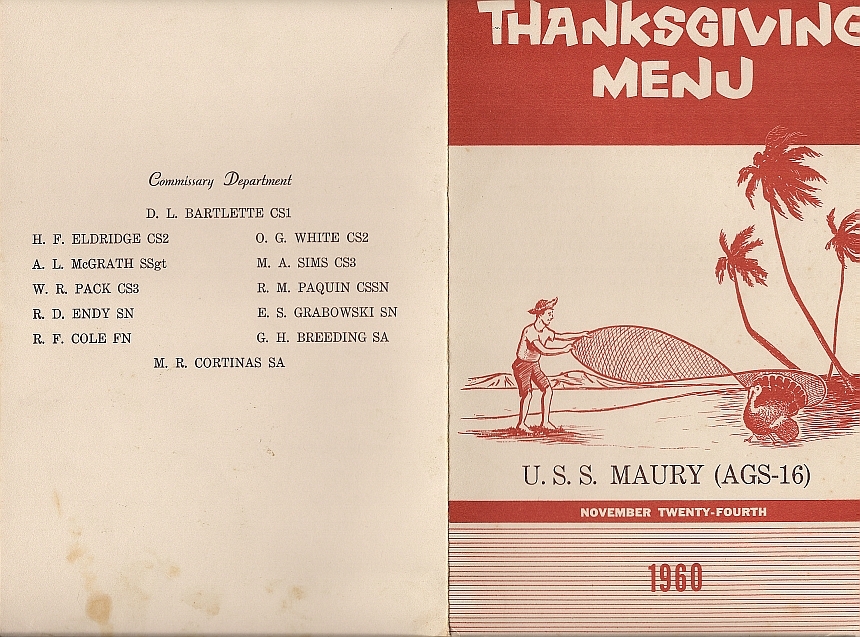 Commissary Department
D. L. BARTLETTE CS1
H. F. ELDRIDGE CS2 O. G. WHITE CS2
A. L. McGRATH SSgt M. A. SIMS CS3
W. R. PACK CS3 R. M. PAQUIN CSSN
R. D. ENDY SN E. S. GRABOWSKI SN
R. F. COLE FN G. H. BREEDING SA
M. R. CORTINAS SA
THANKSGIVING
MENU
U. S. S. MAURY (AGS-16)
NOVEMBER TWENTY-FOURTH
1960